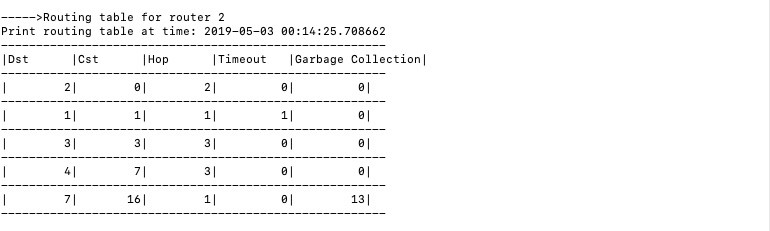 ----->Routing table for router 2
Print routing table at time: 2019-05-03 00:14:25.708662
-------------------------------------------------------
|Dst      |Cst      |Hop      |Timeout   |Garbage Collection|
-------------------------------------------------------
|        2|        0|        2|         0|         0|
-------------------------------------------------------
|        1|        1|        1|         1|         0|
-------------------------------------------------------
|        3|        3|        3|         0|         0|
-------------------------------------------------------
|        4|        7|        3|         0|         0|
-------------------------------------------------------
|        7|       16|        1|         0|        13|
-------------------------------------------------------